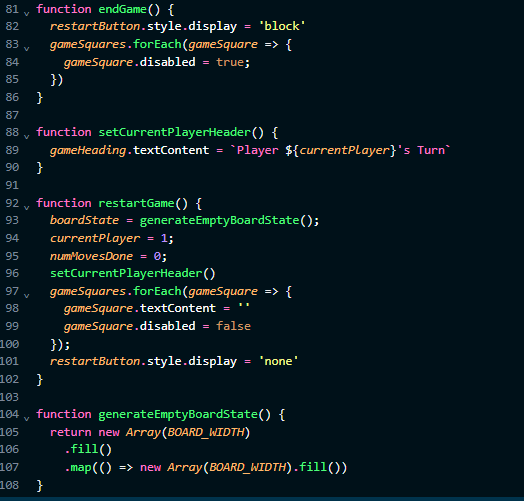 81 function endGame() {
82   restartButton.style.display = 'block'
83   gameSquares.forEach(gameSquare => {
84     gameSquare.disabled = true;
85   })
86 }
87
88 function setCurrentPlayerHeader() {
89   gameHeading.textContent = `Player ${currentPlayer}'s Turn`
90 }
91
92 function restartGame() {
93   boardState = generateEmptyBoardState();
94   currentPlayer = 1;
95   numMovesDone = 0;
96   setCurrentPlayerHeader()
97   gameSquares.forEach(gameSquare => {
98     gameSquare.textContent = ''
99     gameSquare.disabled = false
100   });
101   restartButton.style.display = 'none'
102 }
103
104 function generateEmptyBoardState() {
105   return new Array(BOARD_WIDTH)
106     .fill()
107     .map(() => new Array(BOARD_WIDTH).fill())
108 }